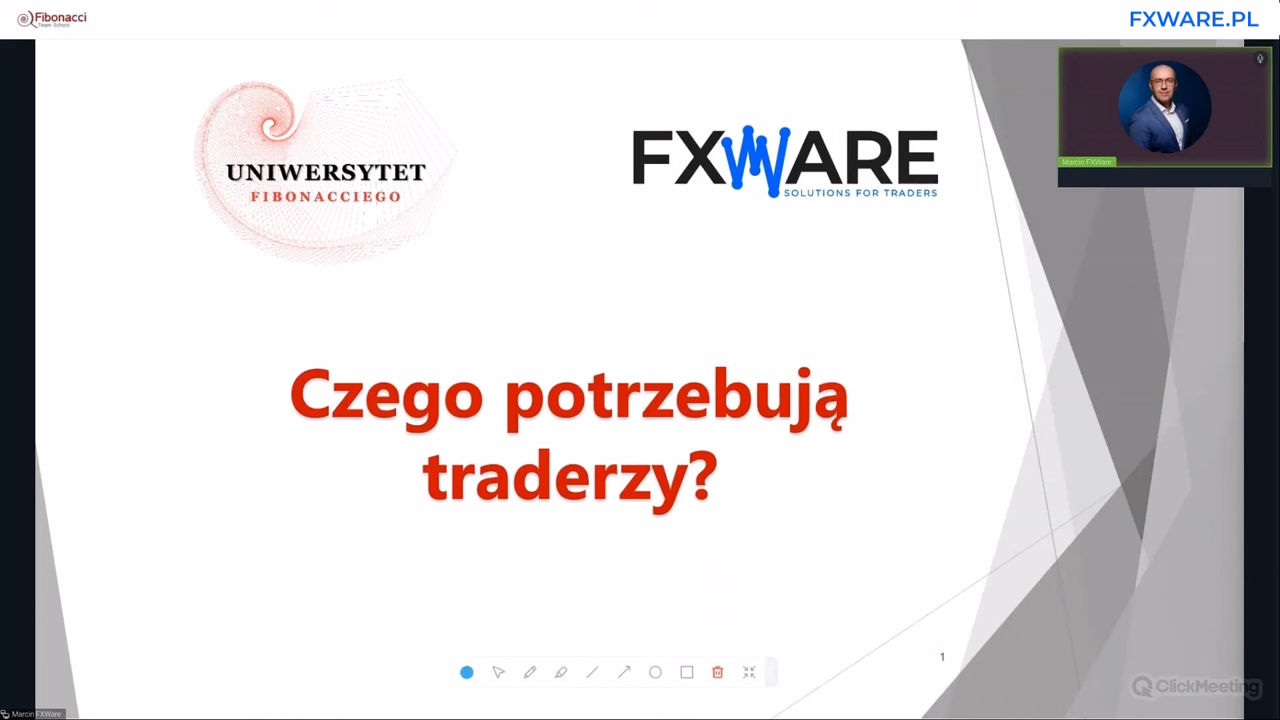 Fibonacci
Team School
FXWARE.PL
UNIWERSYTET
FIBONACCIEGO
FXWARE
SOLUTIONS FOR TRADERS
Marcin FXWare
Czego potrzebują
traderzy?
1
ClickMeeting
Marcin FXWare